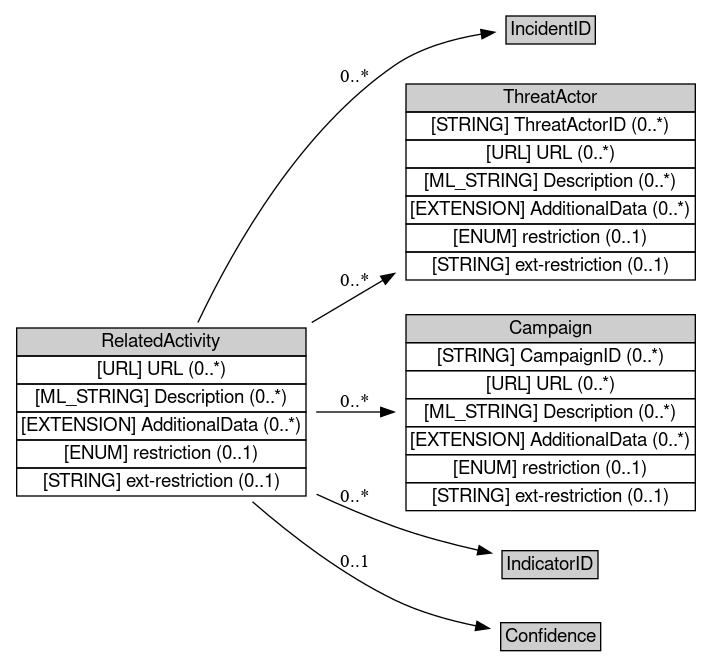 IncidentID
0..*
ThreatActor
[STRING] ThreatActorID (0..*)
[URL] URL (0..*)
[ML_STRING] Description (0..*)
[EXTENSION] AdditionalData (0..*)
[ENUM] restriction (0..1)
[STRING] ext-restriction (0..1)
0..*
RelatedActivity
[URL] URL (0..*)
[ML_STRING] Description (0..*)
[EXTENSION] AdditionalData (0..*)
[ENUM] restriction (0..1)
[STRING] ext-restriction (0..1)
0..*
Campaign
[STRING] CampaignID (0..*)
[URL] URL (0..*)
[ML_STRING] Description (0..*)
[EXTENSION] AdditionalData (0..*)
[ENUM] restriction (0..1)
[STRING] ext-restriction (0..1)
0..*
IndicatorID
0..1
Confidence